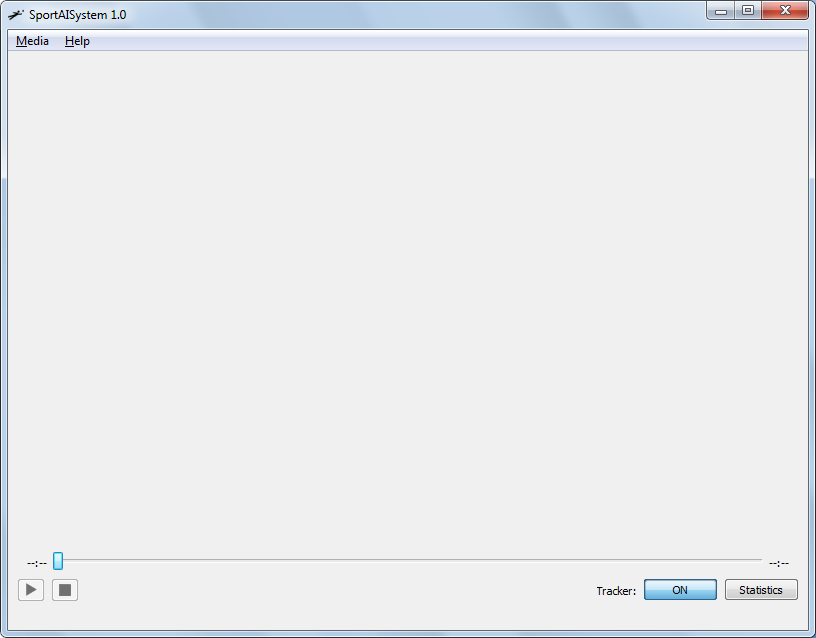 SportAISystem 1.0
Media Help
--:-- --:--
Tracker: ON Statistics